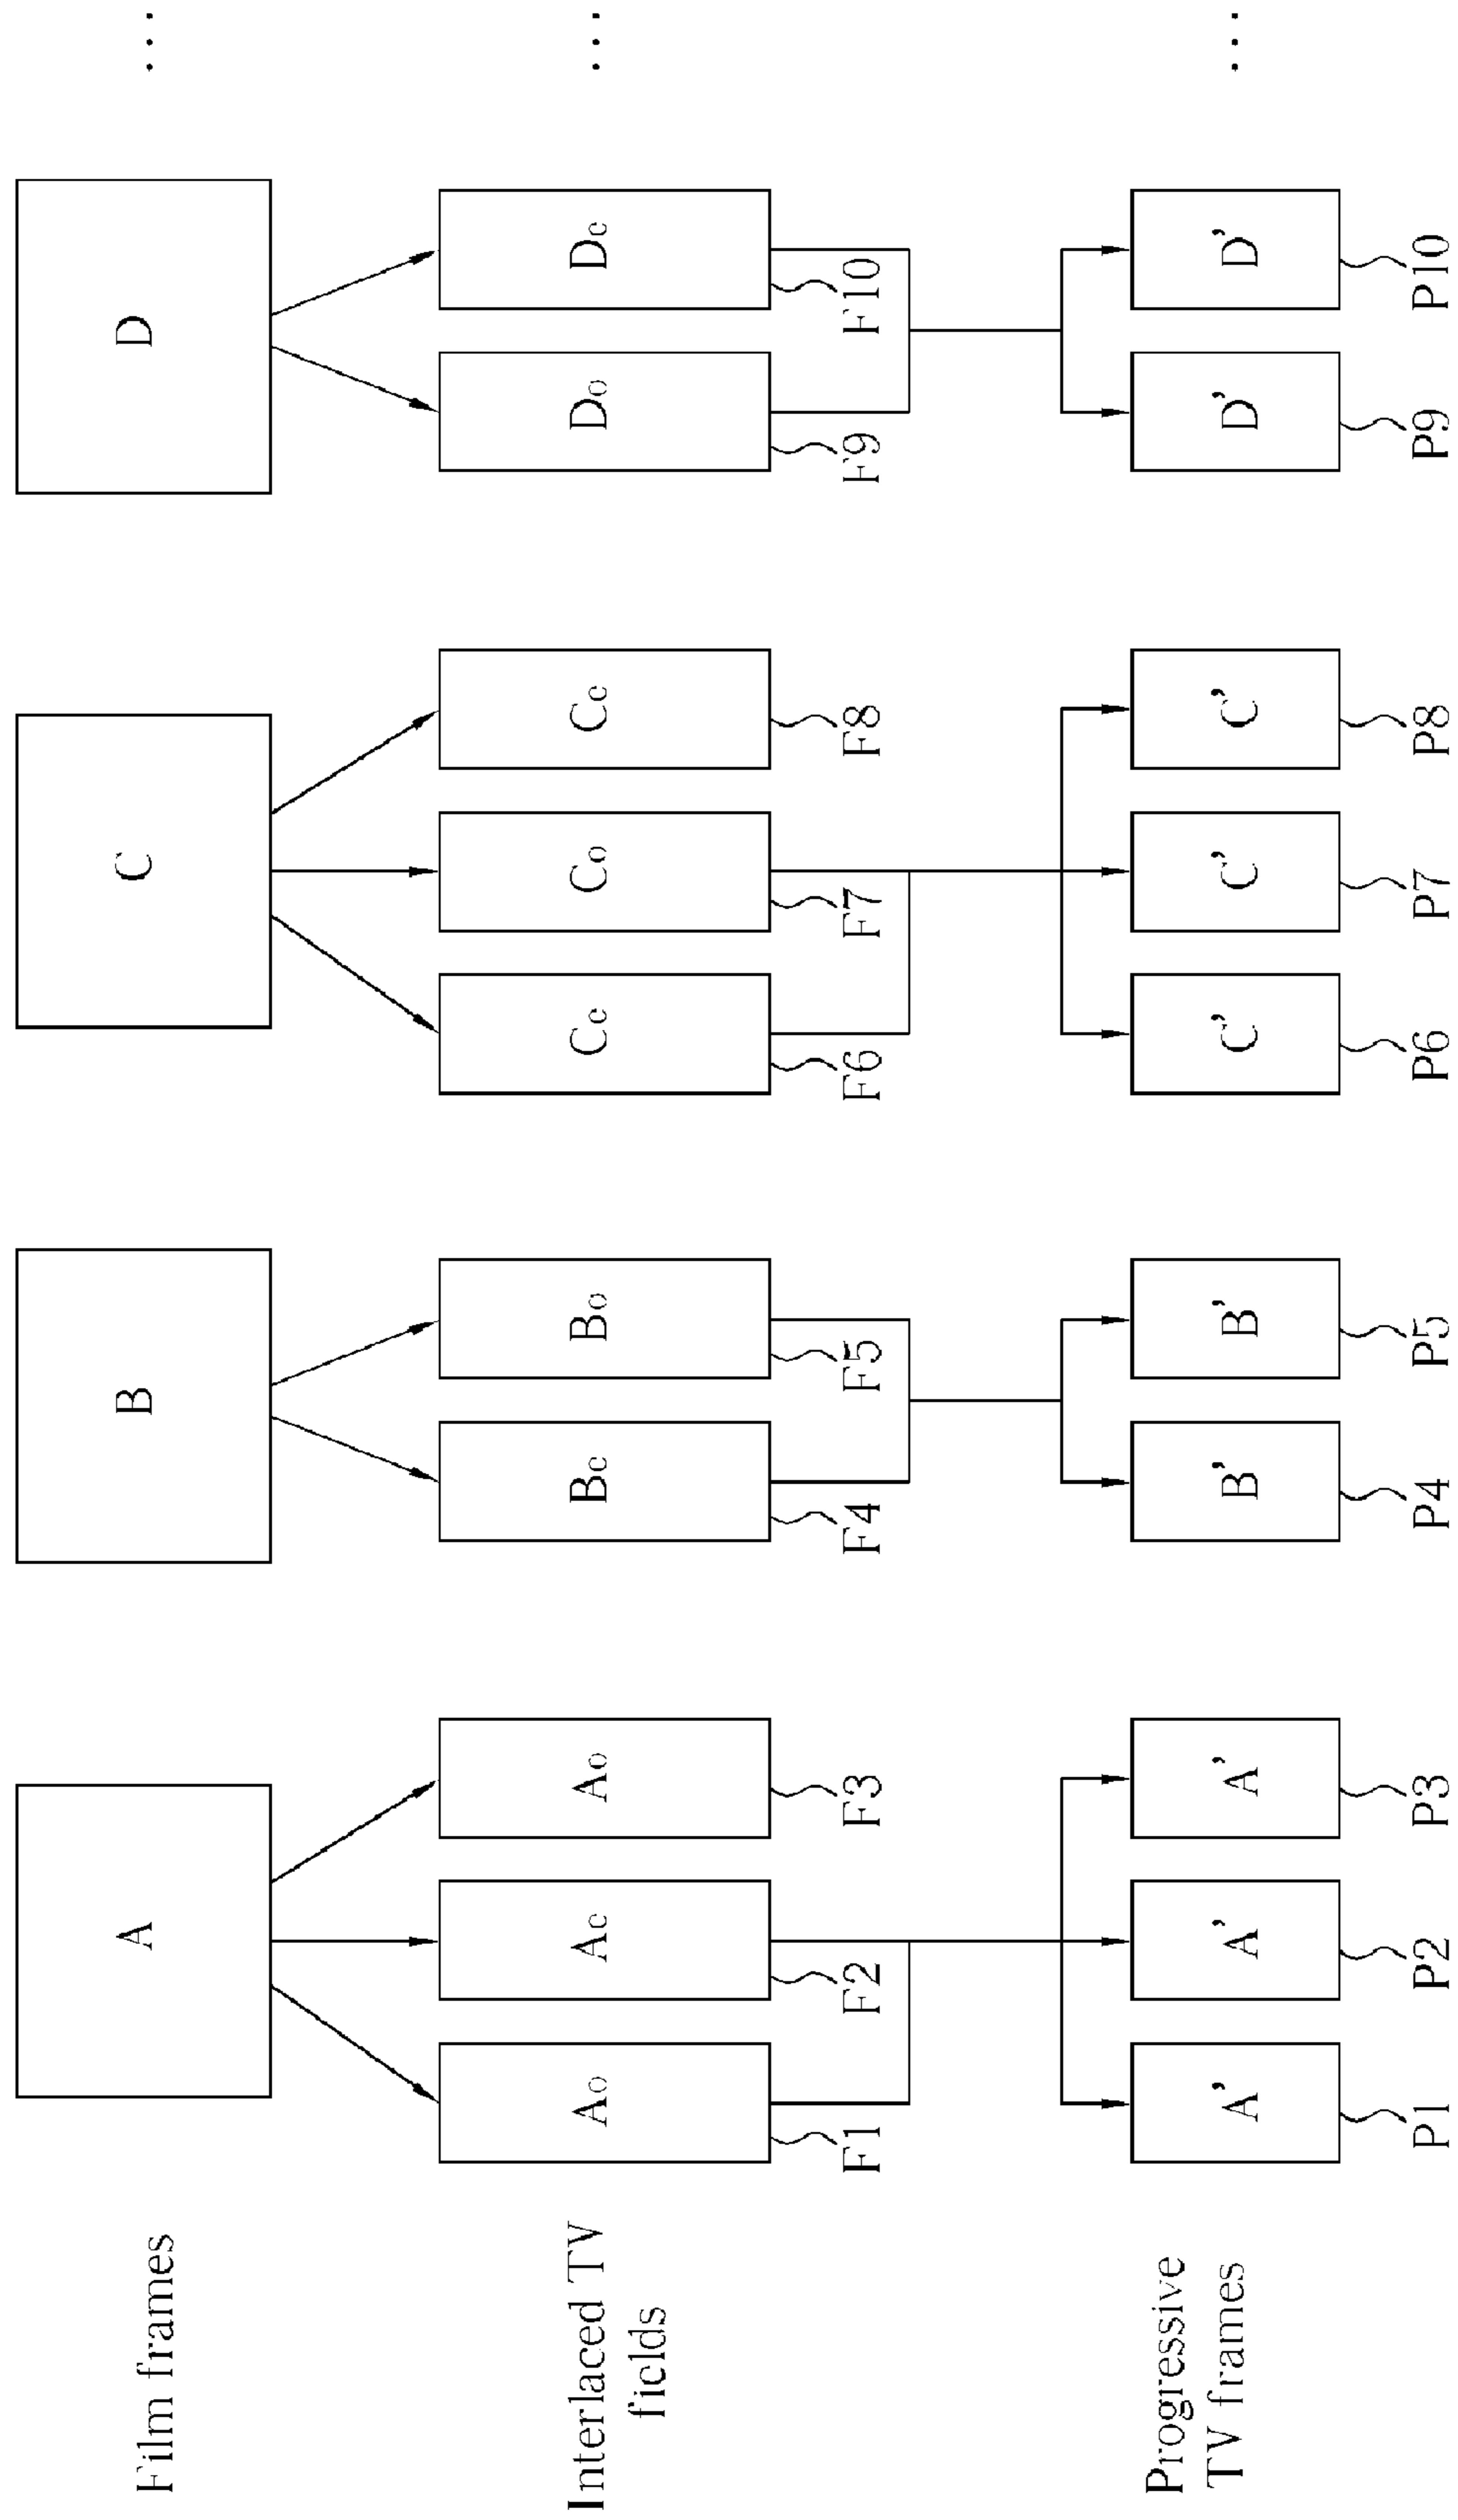 Film frames A B C D ...
Interlaced TV fields Ao Ae Ao Be Bo Ce Co Ce Do De ...
F1 F2 F3 F4 F5 F6 F7 F8 F9 F10
Progressive TV frames A' A' A' B' B' C' C' C' D' D' ...
P1 P2 P3 P4 P5 P6 P7 P8 P9 P10